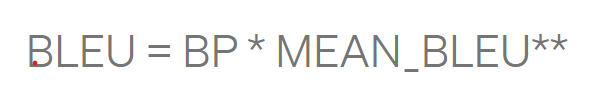 BLEU = BP * MEAN_BLEU**